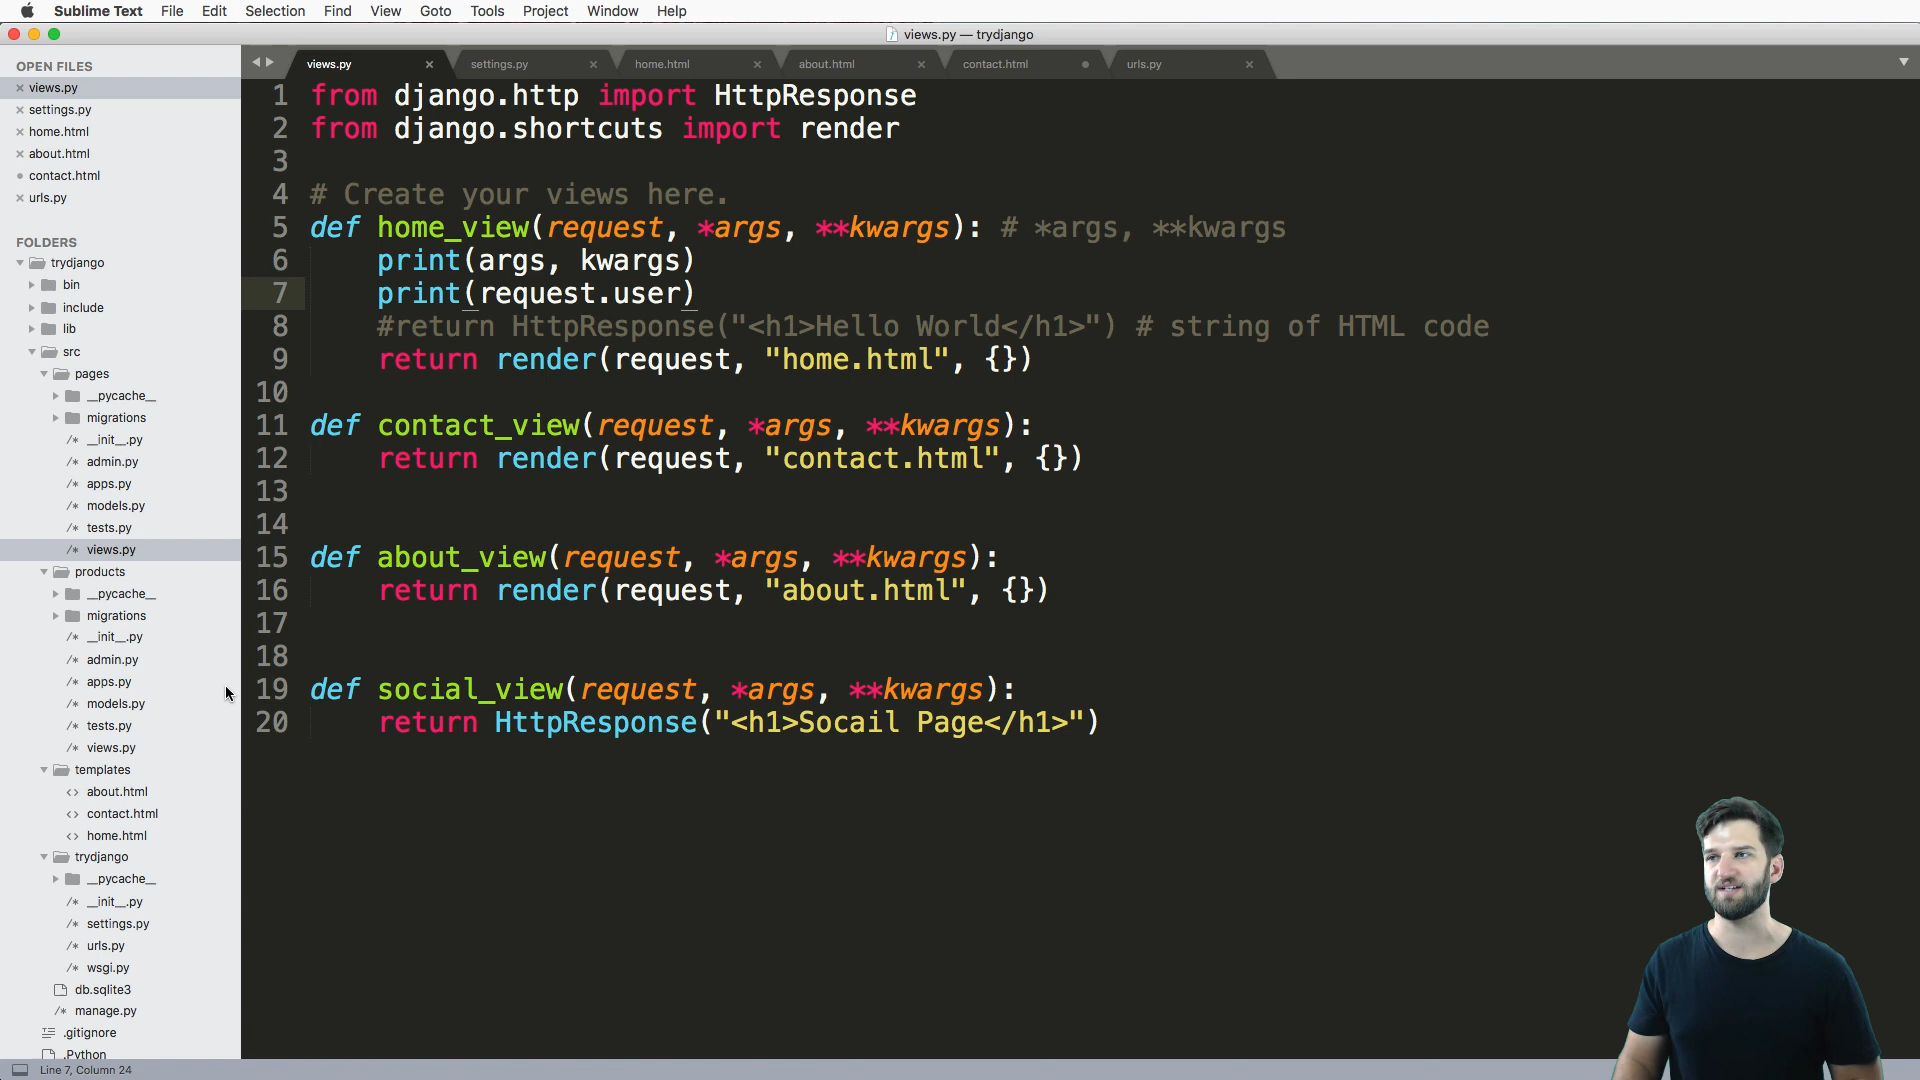 Sublime Text File Edit Selection Find View Goto Tools Project Window Help
views.py — trydjango
OPEN FILES
views.py
settings.py
home.html
about.html
contact.html
urls.py
FOLDERS
trydjango
bin
include
lib
src
pages
__pycache__
migrations
__init__.py
admin.py
apps.py
models.py
tests.py
views.py
products
__pycache__
migrations
__init__.py
admin.py
apps.py
models.py
tests.py
views.py
templates
about.html
contact.html
home.html
trydjango
__pycache__
__init__.py
settings.py
urls.py
wsgi.py
db.sqlite3
manage.py
.gitignore
.Python
views.py settings.py home.html about.html contact.html urls.py
1 from django.http import HttpResponse
2 from django.shortcuts import render
3
4 # Create your views here.
5 def home_view(request, *args, **kwargs): # *args, **kwargs
6     print(args, kwargs)
7     print(request.user)
8     #return HttpResponse("<h1>Hello World</h1>") # string of HTML code
9     return render(request, "home.html", {})
10
11 def contact_view(request, *args, **kwargs):
12     return render(request, "contact.html", {})
13
14
15 def about_view(request, *args, **kwargs):
16     return render(request, "about.html", {})
17
18
19 def social_view(request, *args, **kwargs):
20     return HttpResponse("<h1>Socail Page</h1>")
Line 7, Column 24